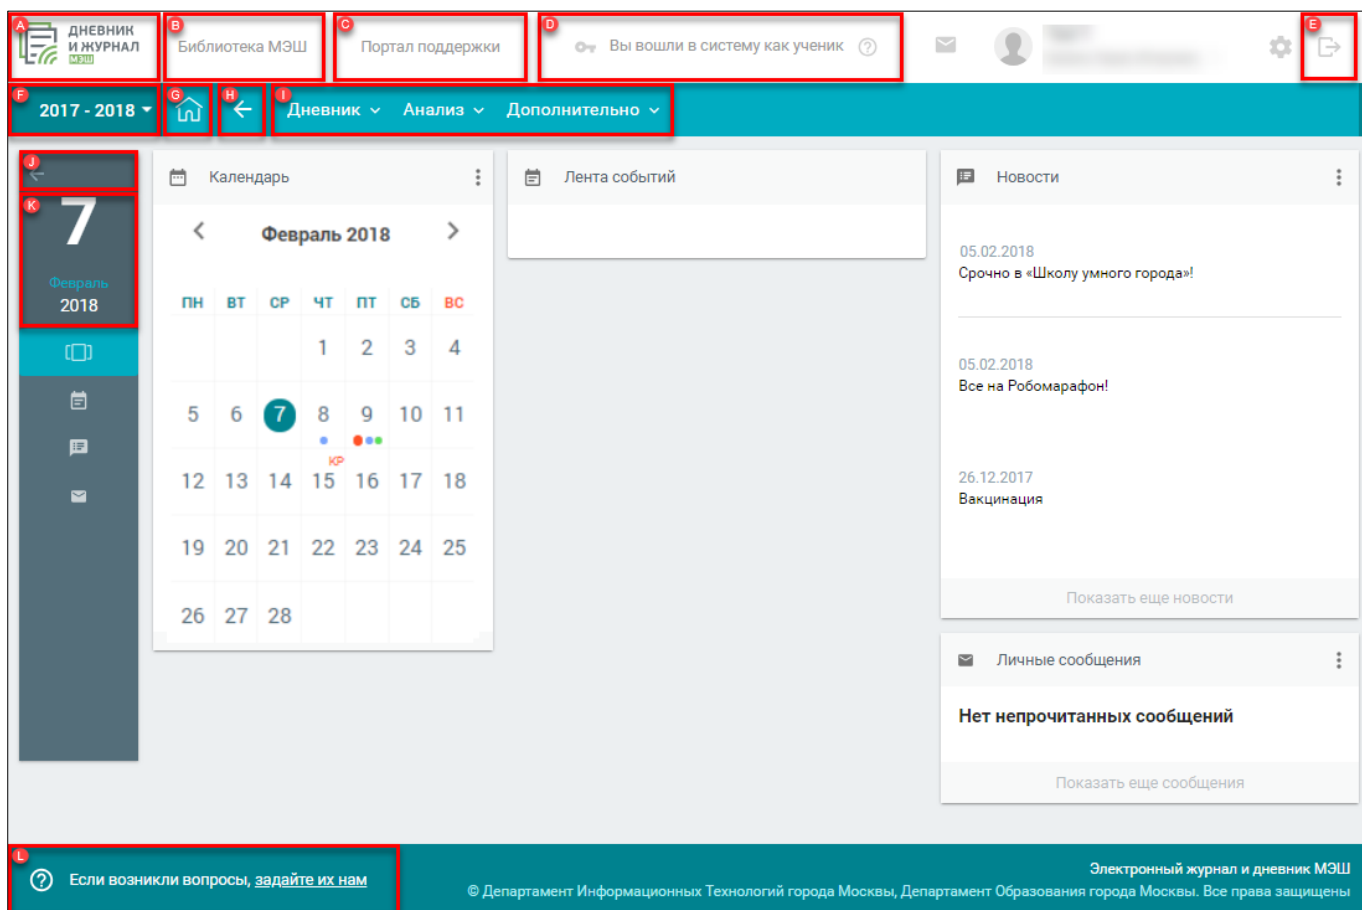 A
ДНЕВНИК
И ЖУРНАЛ
МЭШ
B
Библиотека МЭШ
C
Портал поддержки
D
Вы вошли в систему как ученик
E
F
2017 - 2018
G
H
I
Дневник Анализ Дополнительно
J
K
7
Февраль
2018
Календарь
Февраль 2018
ПН ВТ СР ЧТ ПТ СБ ВС
1 2 3 4
5 6 7 8 9 10 11
КР
12 13 14 15 16 17 18
19 20 21 22 23 24 25
26 27 28
Лента событий
Новости
05.02.2018
Срочно в «Школу умного города»!
05.02.2018
Все на Робомарафон!
26.12.2017
Вакцинация
Показать еще новости
Личные сообщения
Нет непрочитанных сообщений
Показать еще сообщения
L
? Если возникли вопросы, задайте их нам
Электронный журнал и дневник МЭШ
© Департамент Информационных Технологий города Москвы, Департамент Образования города Москвы. Все права защищены